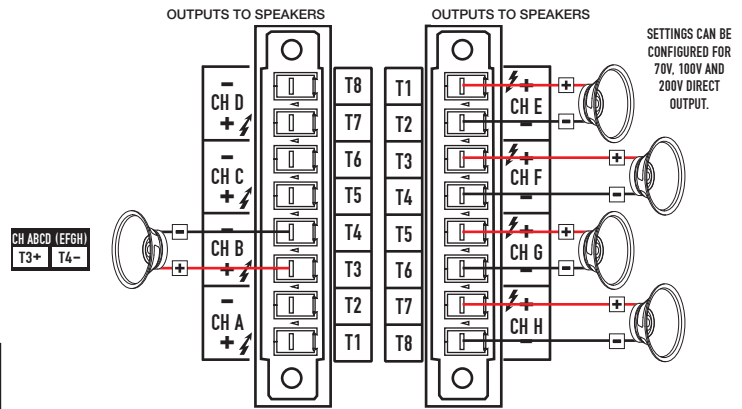 OUTPUTS TO SPEAKERS
OUTPUTS TO SPEAKERS
SETTINGS CAN BE
CONFIGURED FOR
70V, 100V AND
200V DIRECT
OUTPUT.
–
CH D
+
–
CH C
+
–
CH B
+
–
CH A
+
T8
T7
T6
T5
T4
T3
T2
T1
T1
T2
T3
T4
T5
T6
T7
T8
+
CH E
–
+
CH F
–
+
CH G
–
+
CH H
–
+
–
+
–
+
–
+
–
–
+
CH ABCD (EFGH)
T3+ T4–